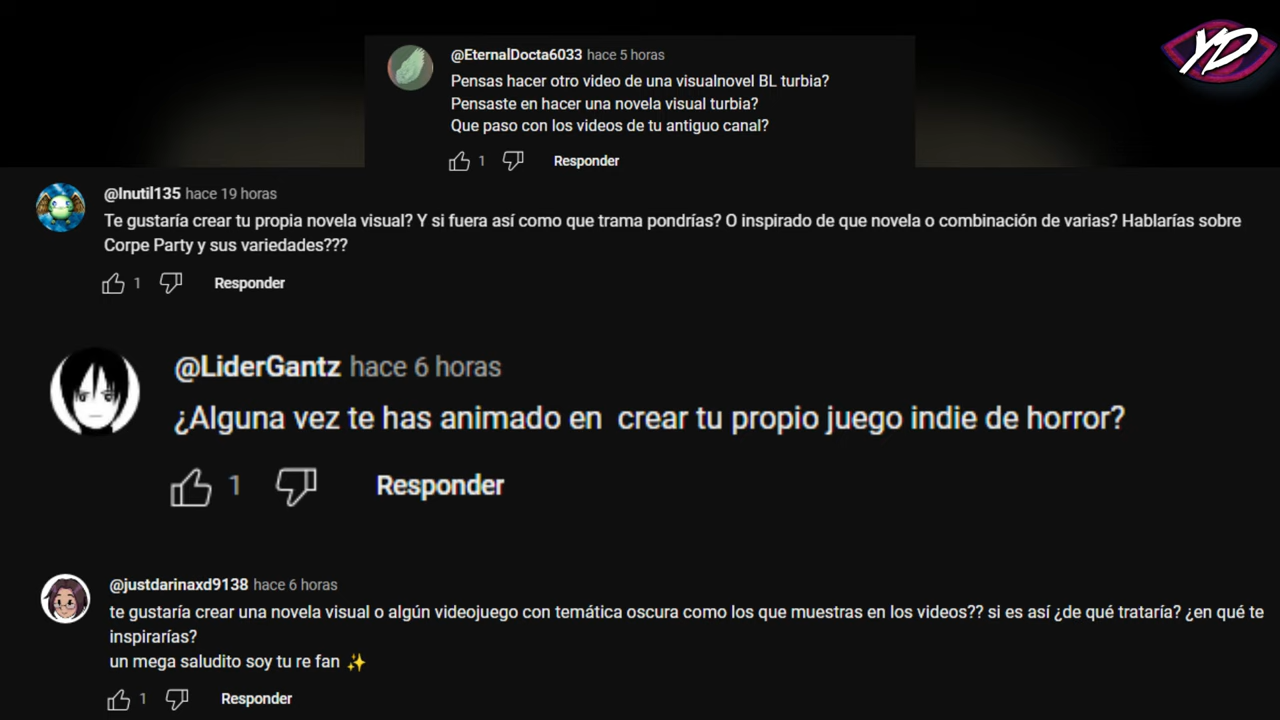 YD
@EternalDocta6033 hace 5 horas
Pensas hacer otro video de una visualnovel BL turbia?
Pensaste en hacer una novela visual turbia?
Que paso con los videos de tu antiguo canal?
1 Responder
@Inutil135 hace 19 horas
Te gustaría crear tu propia novela visual? Y si fuera así como que trama pondrías? O inspirado de que novela o combinación de varias? Hablarías sobre
Corpe Party y sus variedades???
1 Responder
@LiderGantz hace 6 horas
¿Alguna vez te has animado en crear tu propio juego indie de horror?
1 Responder
@justdarinaxd9138 hace 6 horas
te gustaría crear una novela visual o algún videojuego con temática oscura como los que muestras en los videos?? si es así ¿de qué trataría? ¿en qué te
inspirarías?
un mega saludito soy tu re fan ✨
1 Responder